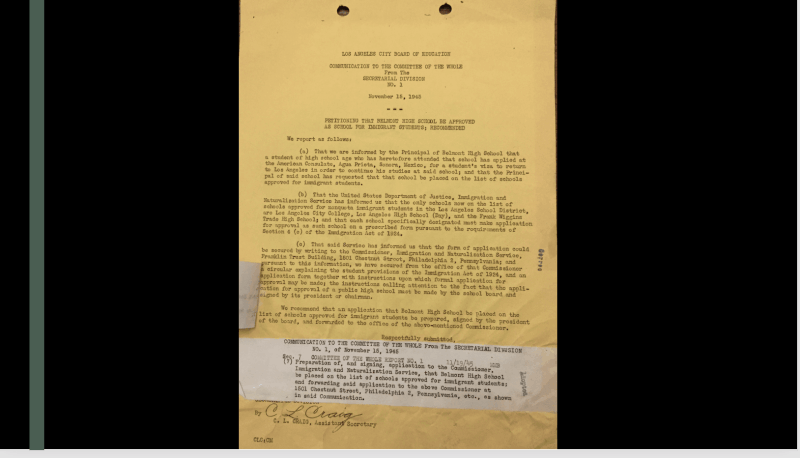 LOS ANGELES CITY BOARD OF EDUCATION
COMMUNICATION TO THE COMMITTEE OF THE WHOLE
From The
SECRETARIAL DIVISION
NO. 1
November 15, 1945
PETITIONING THAT BELMONT HIGH SCHOOL BE APPROVED
AS SCHOOL FOR IMMIGRANT STUDENTS; RECOMMENDED
We report as follows:
(a) That we are informed by the Principal of Belmont High School that
a student of high school age who has heretofore attended that school has applied at
the American Consulate, Agua Prieta, Sonora, Mexico, for a student's visa to return
to Los Angeles in order to continue his studies at said school; and that the Princi-
pal of said school has requested that that school be placed on the list of schools
approved for immigrant students.
(b) That the United States Department of Justice, Immigration and
Naturalization Service has informed us that the only schools now on the list of
schools approved for nonquota immigrant students in the Los Angeles School District,
are Los Angeles City College, Los Angeles High School (Day), and the Frank Wiggins
Trade High School; and that each school specifically designated must make application
for approval as such school on a prescribed form pursuant to the requirements of
Section 4 (e) of the Immigration Act of 1924.
(c) That said Service has informed us that the form of application could
be secured by writing to the Commissioner, Immigration and Naturalization Service,
Franklin Trust Building, 1501 Chestnut Street, Philadelphia 2, Pennsylvania; and
pursuant to this information, we have secured from the office of that Commissioner
a circular explaining the student provisions of the Immigration Act of 1924, and an
application form together with instructions upon which formal application for
approval may be made; the instructions calling attention to the fact that the appli-
cation for approval of a public high school must be made by the school board and
signed by its president or chairman.
We recommend that an application that Belmont High School be placed on the
list of schools approved for immigrant students be prepared, signed by the president
of the board, and forwarded to the office of the above-mentioned Commissioner.
Respectfully submitted,
COMMUNICATION TO THE COMMITTEE OF THE WHOLE From The SECRETARIAL DIVISION
NO. 1, of November 15, 1945
Sec. 7 COMMITTEE OF THE WHOLE REPORT NO. 1
(7) Preparation of, and signing, application to the Commissioner,
Immigration and Naturalization Service, that Belmont High School
be placed on the list of schools approved for immigrant students;
and forwarding said application to the above Commissioner at
1501 Chestnut Street, Philadelphia 2, Pennsylvania, etc., as shown
in said Communication.
By C. L. Craig
C. L. CRAIG, Assistant Secretary